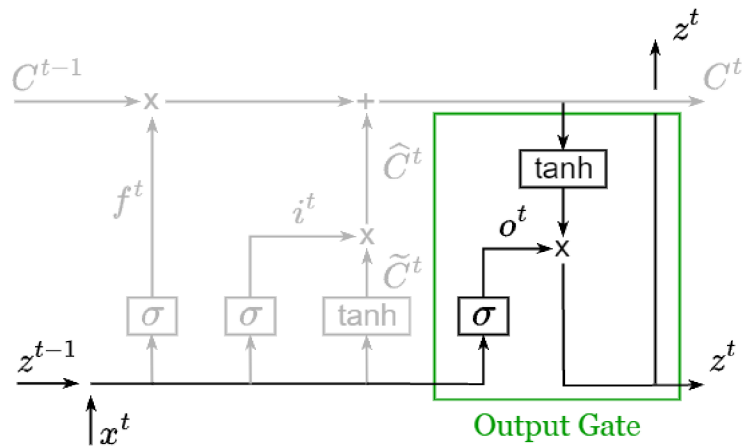 z^t
C^{t-1} C^t
x +
Ĉ^t
tanh
f^t i^t o^t
x x
C̃^t
σ σ tanh σ
z^{t-1} z^t
x^t
Output Gate